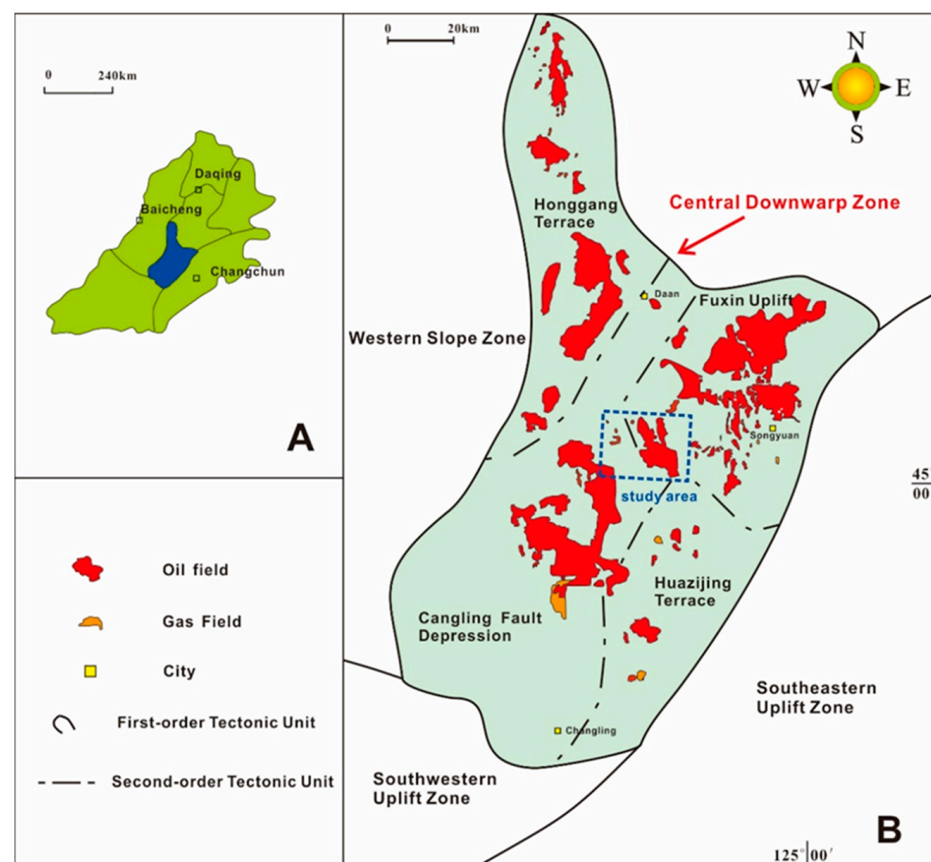 0 240km
Daqing
Baicheng
Changchun
A
Oil field
Gas Field
City
First-order Tectonic Unit
Second-order Tectonic Unit
0 20km
N
W E
S
Honggang
Terrace
Central Downwarp Zone
Daan
Fuxin Uplift
Western Slope Zone
Songyuan
45
00
study area
Huazijing
Terrace
Cangling Fault
Depression
Southeastern
Uplift Zone
Changling
Southwestern
Uplift Zone
B
125°00′